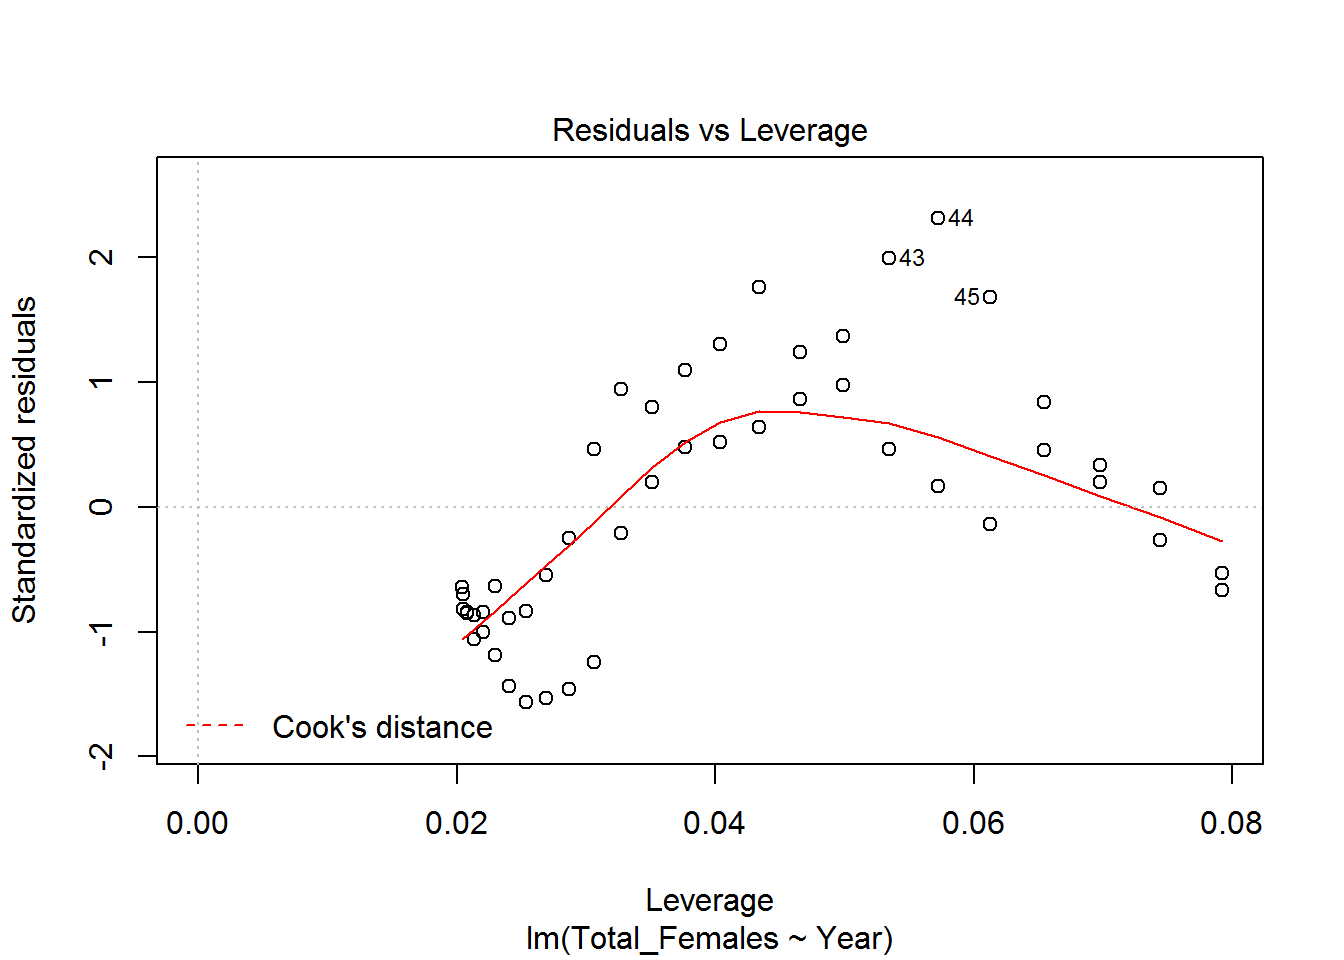 Residuals vs Leverage
Standardized residuals
2
1
0
-1
-2
44
43
45
Cook's distance
0.00 0.02 0.04 0.06 0.08
Leverage
lm(Total_Females ~ Year)